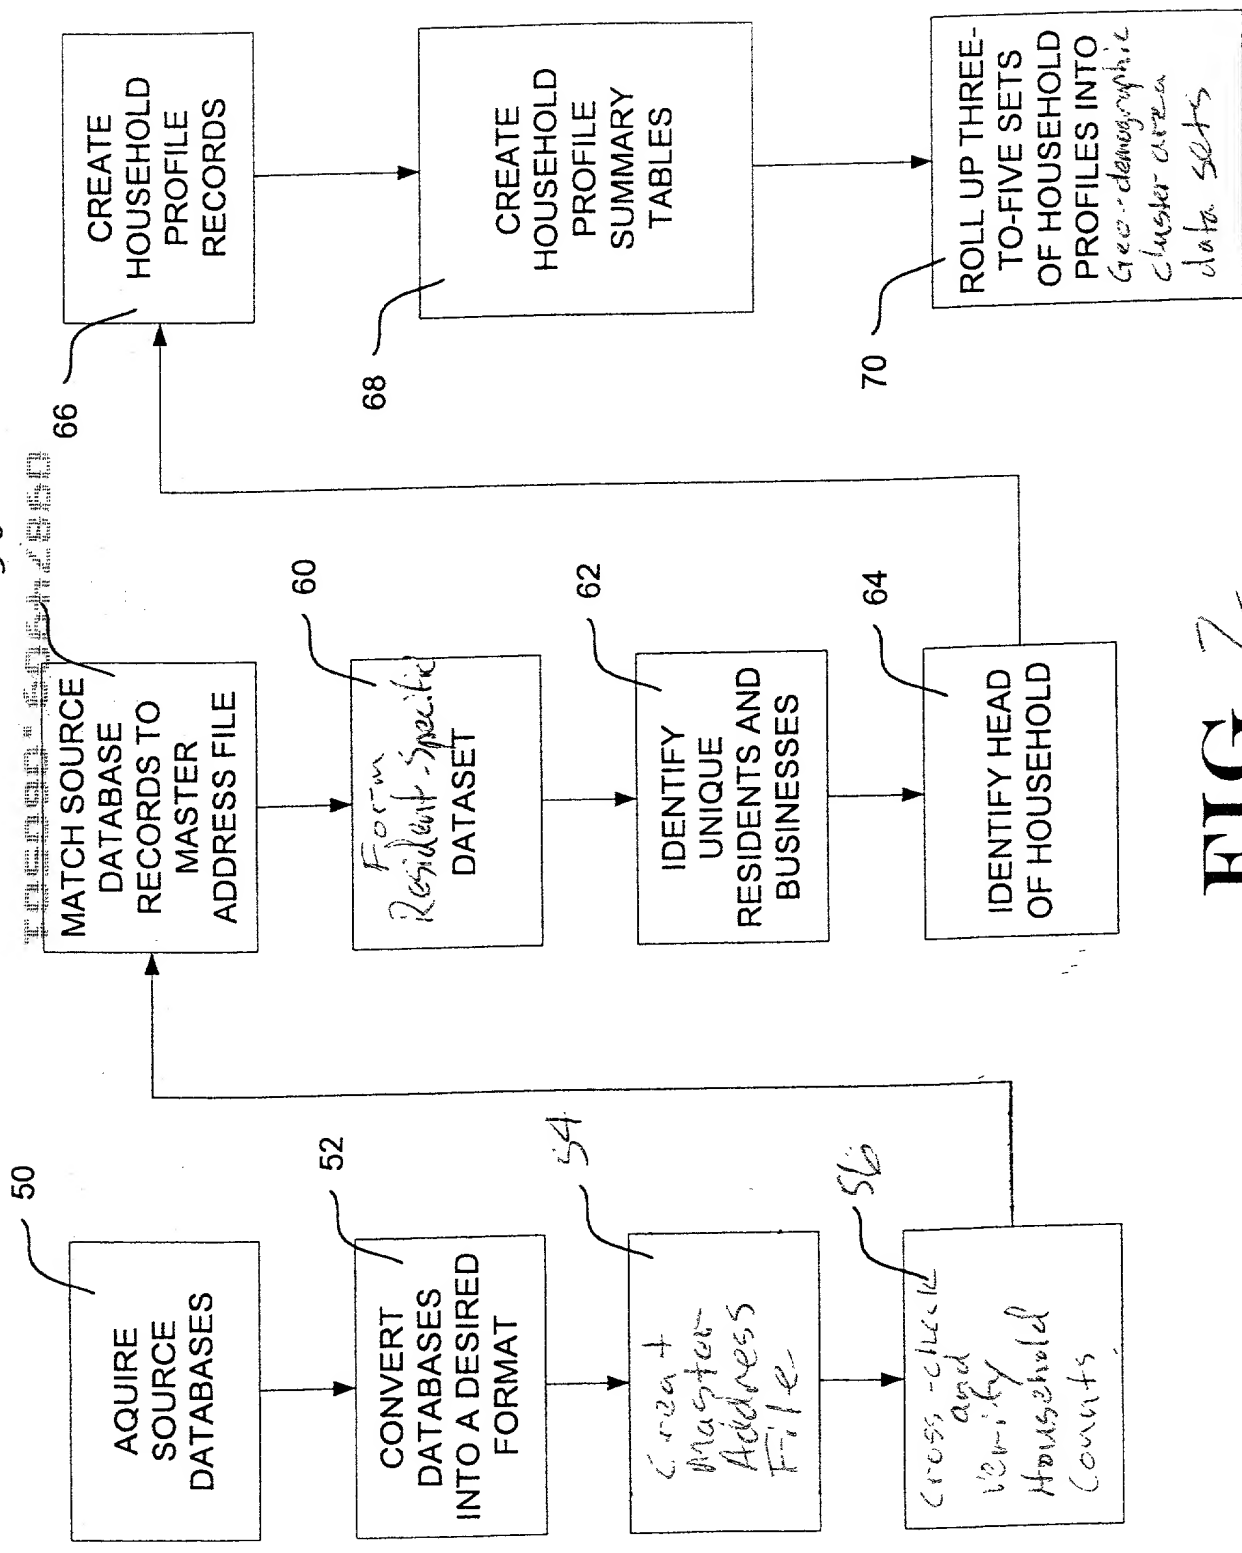 50
AQUIRE
SOURCE
DATABASES
52
CONVERT
DATABASES
INTO A DESIRED
FORMAT
54
Creat
Master
Address
File
56
Cross-check
and
Verify
Household
Counts
MATCH SOURCE
DATABASE
RECORDS TO
MASTER
ADDRESS FILE
60
Form
Resident-Specific
DATASET
62
IDENTIFY
UNIQUE
RESIDENTS AND
BUSINESSES
64
IDENTIFY HEAD
OF HOUSEHOLD
66
CREATE
HOUSEHOLD
PROFILE
RECORDS
68
CREATE
HOUSEHOLD
PROFILE
SUMMARY
TABLES
70
ROLL UP THREE-
TO-FIVE SETS
OF HOUSEHOLD
PROFILES INTO
Geo-demographic
cluster area
data sets
FIG 2